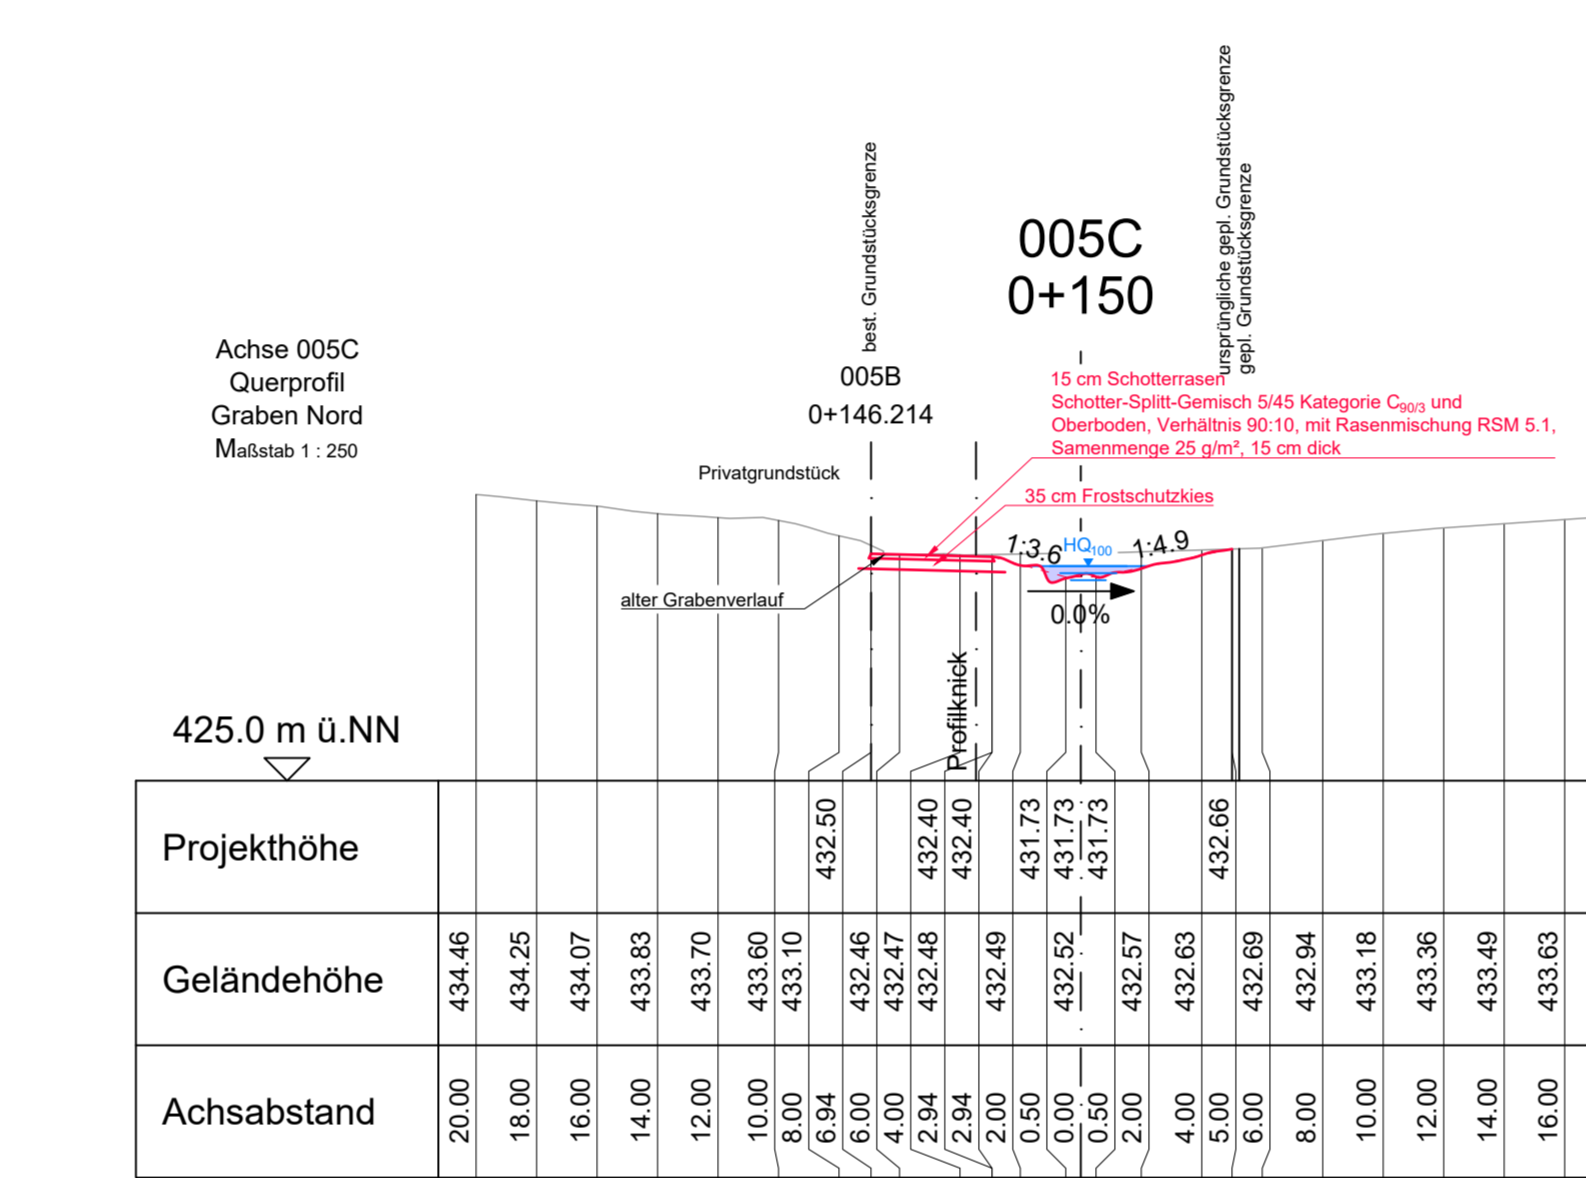 ursprüngliche gepl. Grundstücksgrenze
gepl. Grundstücksgrenze
best. Grundstücksgrenze
005C
0+150
Achse 005C
Querprofil
Graben Nord
Maßstab 1 : 250
005B
0+146.214
15 cm Schotterrasen
Schotter-Splitt-Gemisch 5/45 Kategorie C90/3 und
Oberboden, Verhältnis 90:10, mit Rasenmischung RSM 5.1,
Samenmenge 25 g/m², 15 cm dick
Privatgrundstück
35 cm Frostschutzkies
1:3.6
HQ100
1:4.9
alter Grabenverlauf
0.0%
Profilknick
425.0 m ü.NN
Projekthöhe
432.50 432.40 432.40 431.73 431.73 431.73 432.66
Geländehöhe
434.46 434.25 434.07 433.83 433.70 433.60 433.10 432.46 432.47 432.48 432.49 432.52 432.57 432.63 432.69 432.94 433.18 433.36 433.49 433.63
Achsabstand
20.00 18.00 16.00 14.00 12.00 10.00 8.00 6.94 6.00 4.00 2.94 2.94 2.00 0.50 0.00 0.50 2.00 4.00 5.00 6.00 8.00 10.00 12.00 14.00 16.00